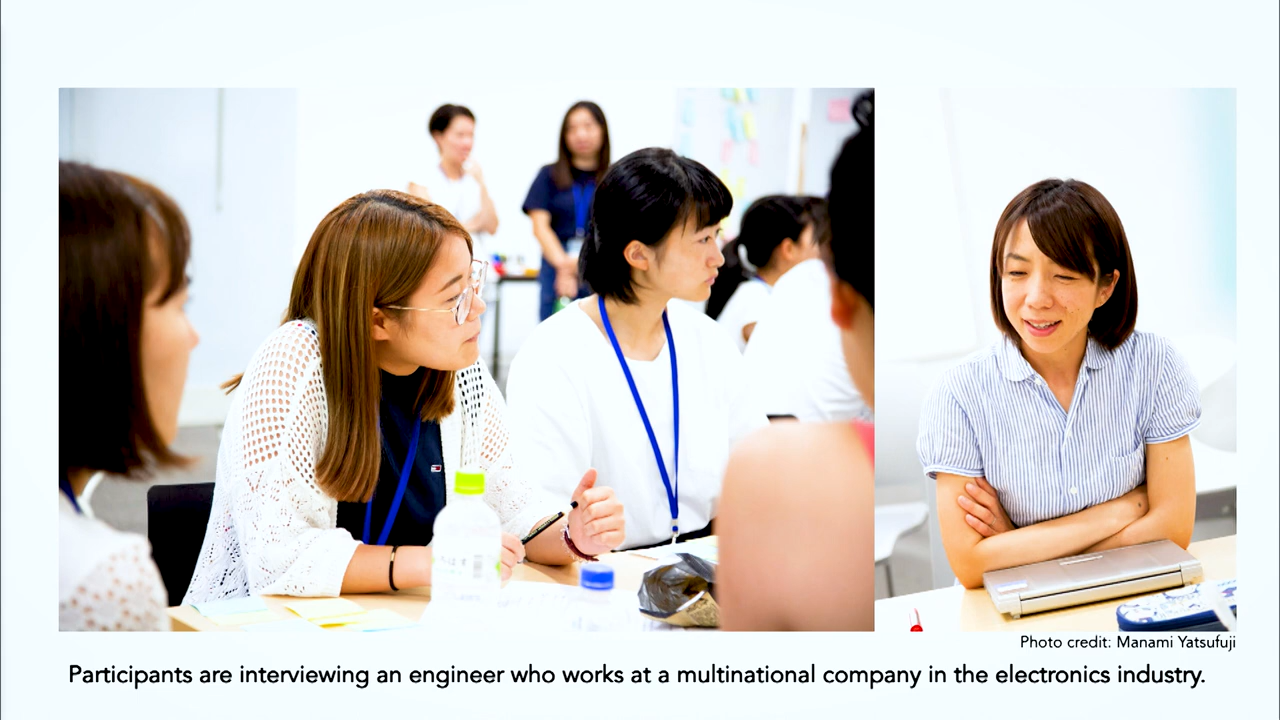 Photo credit: Manami Yatsufuji
Participants are interviewing an engineer who works at a multinational company in the electronics industry.